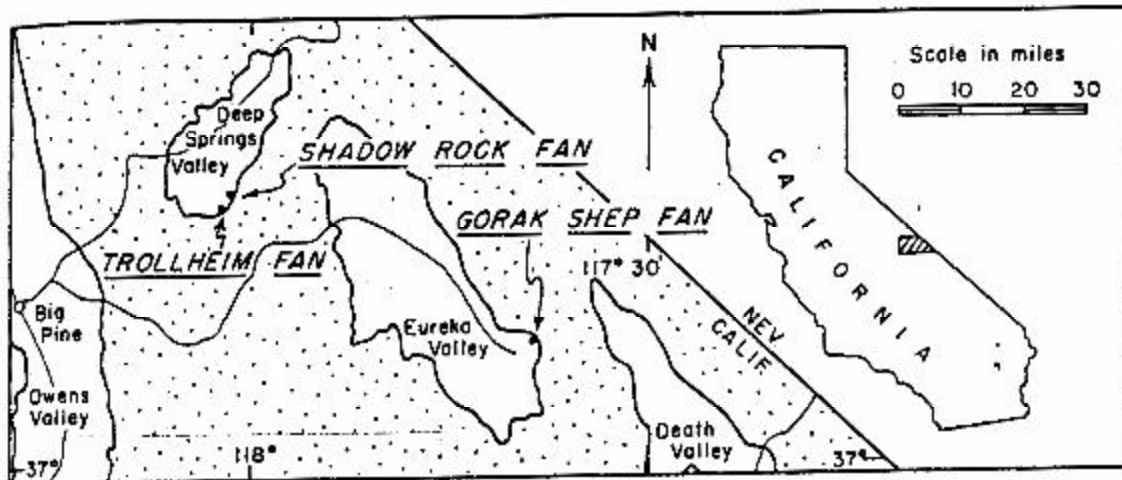 N
Scale in miles
0 10 20 30
Deep
Springs
Valley
SHADOW ROCK FAN
GORAK SHEP FAN
TROLLHEIM FAN
117° 30'
CALIFORNIA
Big
Pine
Eureka
Valley
NEV
CALIF
Owens
Valley
Death
Valley
37°
118°
37°